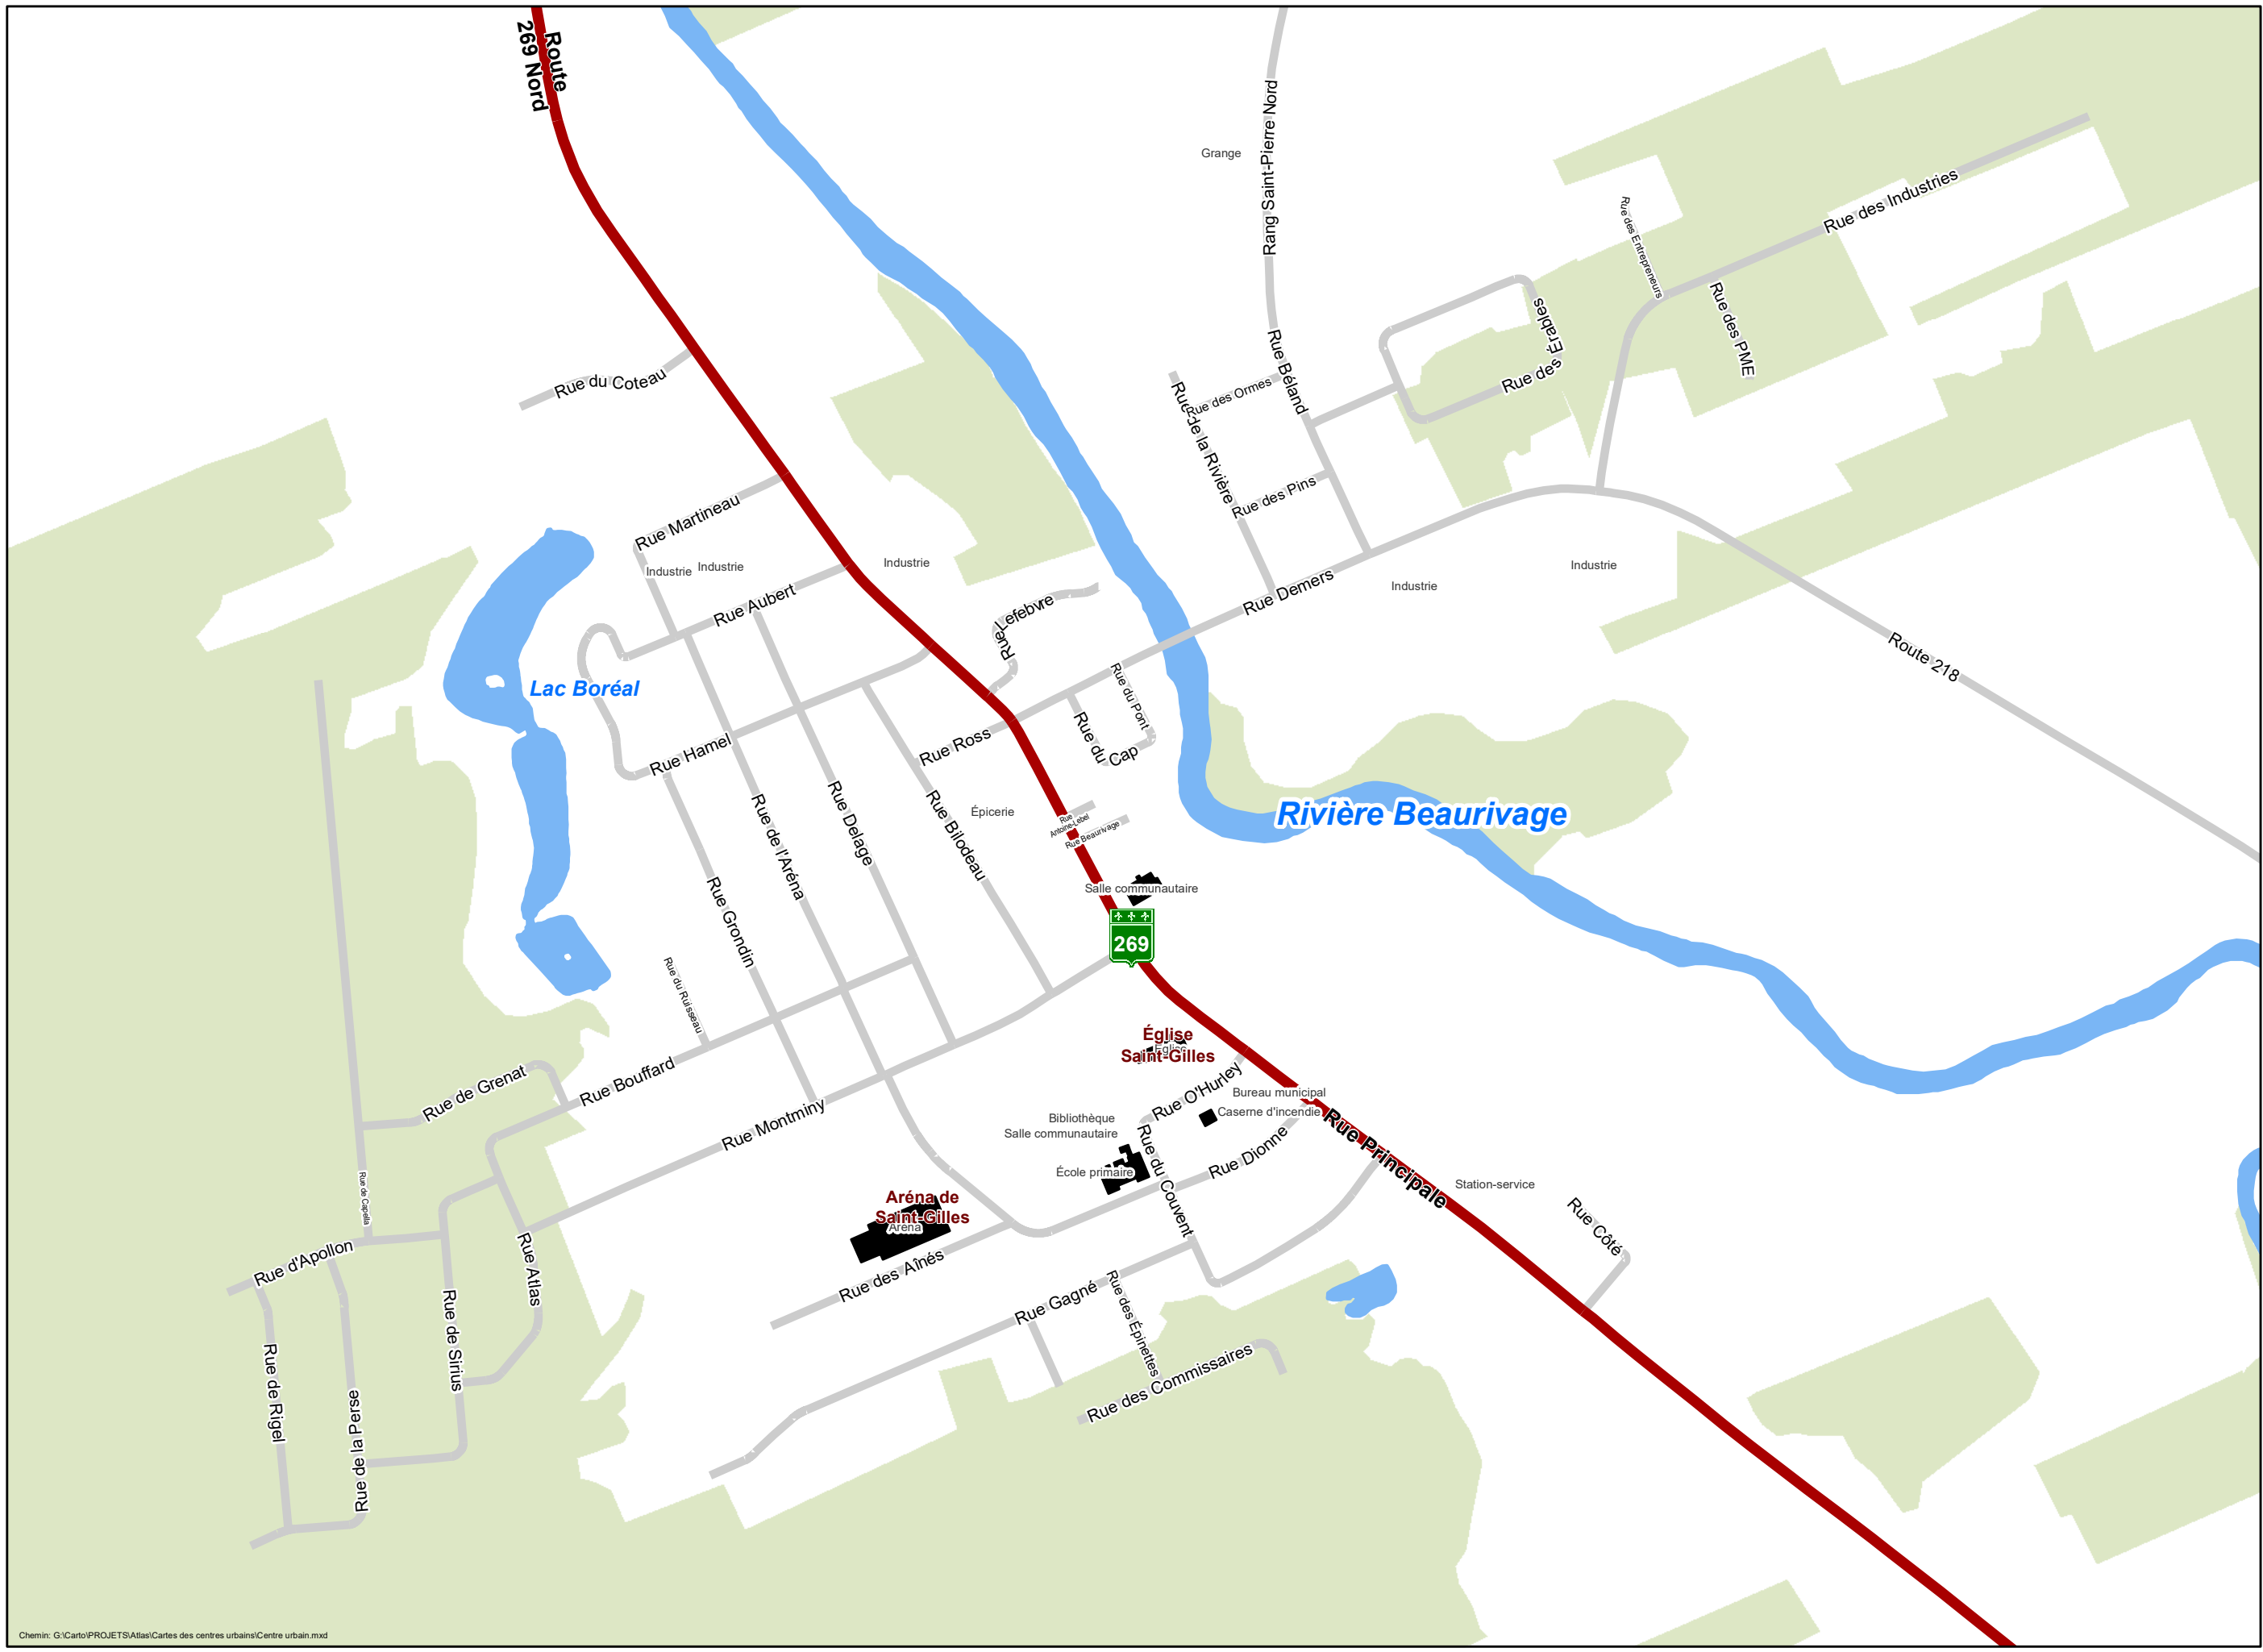 Route
269 Nord
Rang Saint-Pierre Nord
Grange
Rue des Industries
Rue des Entrepreneurs
Rue des PME
Rue des Érables
Rue Béland
Rue des Ormes
Rue de la Rivière
Rue des Pins
Rue du Coteau
Rue Martineau
Industrie
Industrie
Industrie
Rue Aubert
Rue Lefebvre
Rue Demers
Industrie
Industrie
Route 218
Lac Boréal
Rue du Pont
Rue du Cap
Rue Ross
Rue Hamel
Rue de l'Aréna
Rue Delage
Rue Bilodeau
Épicerie
Rue
Antoine-Lebel
Rue Beaurivage
Rivière Beaurivage
Salle communautaire
269
Rue Grondin
Rue du Ruisseau
Église
Saint-Gilles
Église
Rue de Grenat
Rue Bouffard
Rue Montminy
Rue O'Hurley
Bureau municipal
Caserne d'incendie
Bibliothèque
Salle communautaire
École primaire
Rue du Couvent
Rue Dionne
Rue Principale
Station-service
Rue Côté
Rue de Capella
Aréna de
Saint-Gilles
Aréna
Rue d'Apollon
Rue Atlas
Rue des Aînés
Rue Gagné
Rue des Épinettes
Rue des Commissaires
Rue de Sirius
Rue de Rigel
Rue de la Perse
Chemin: G:\Carto\PROJETS\Atlas\Cartes des centres urbains\Centre urbain.mxd